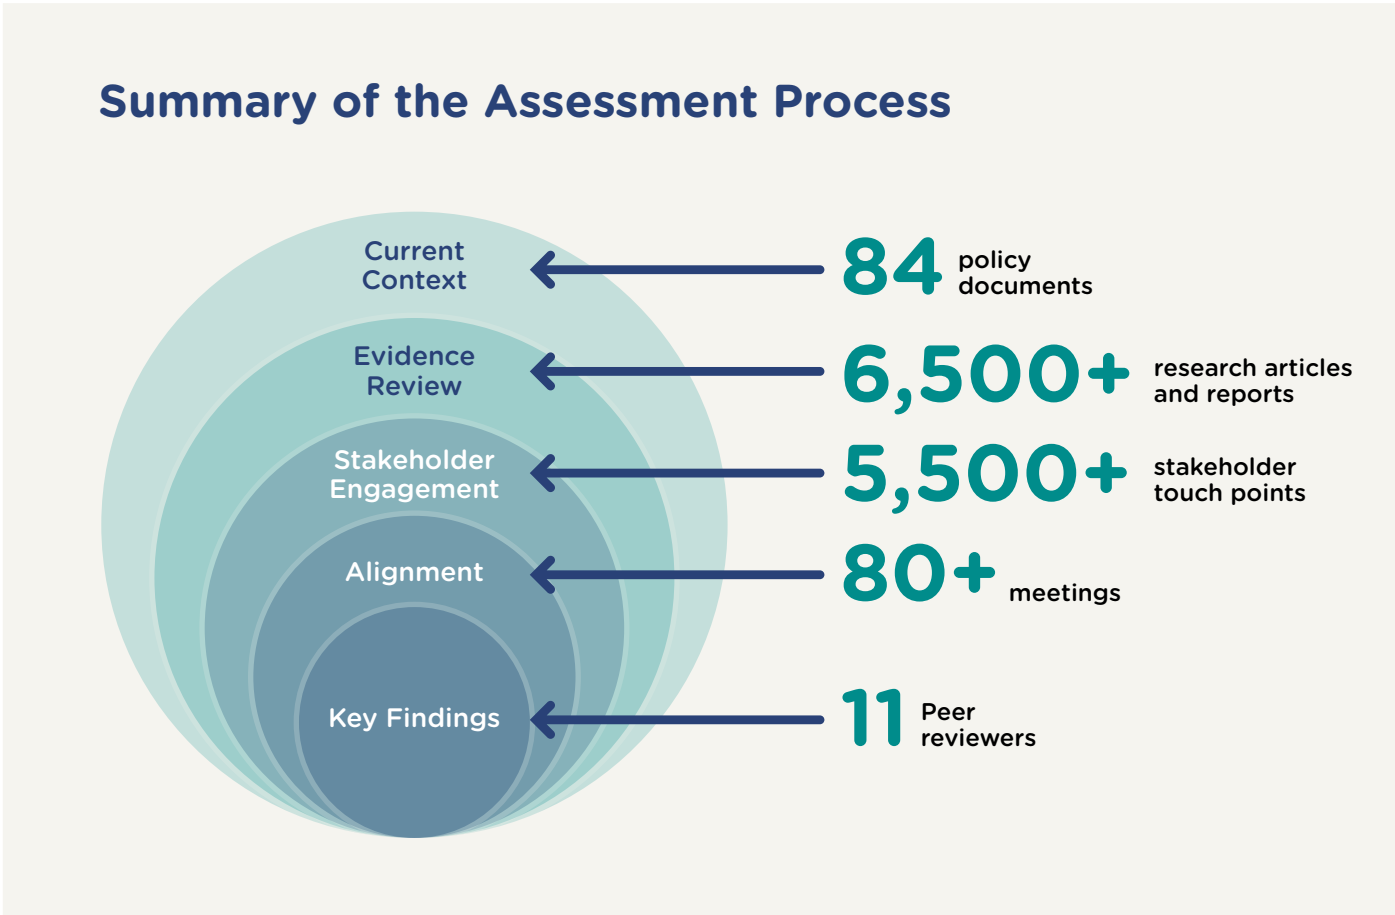 Summary of the Assessment Process
Current
Context
84 policy
documents
Evidence
Review
6,500+ research articles
and reports
Stakeholder
Engagement
5,500+ stakeholder
touch points
Alignment
80+ meetings
Key Findings
11 Peer
reviewers